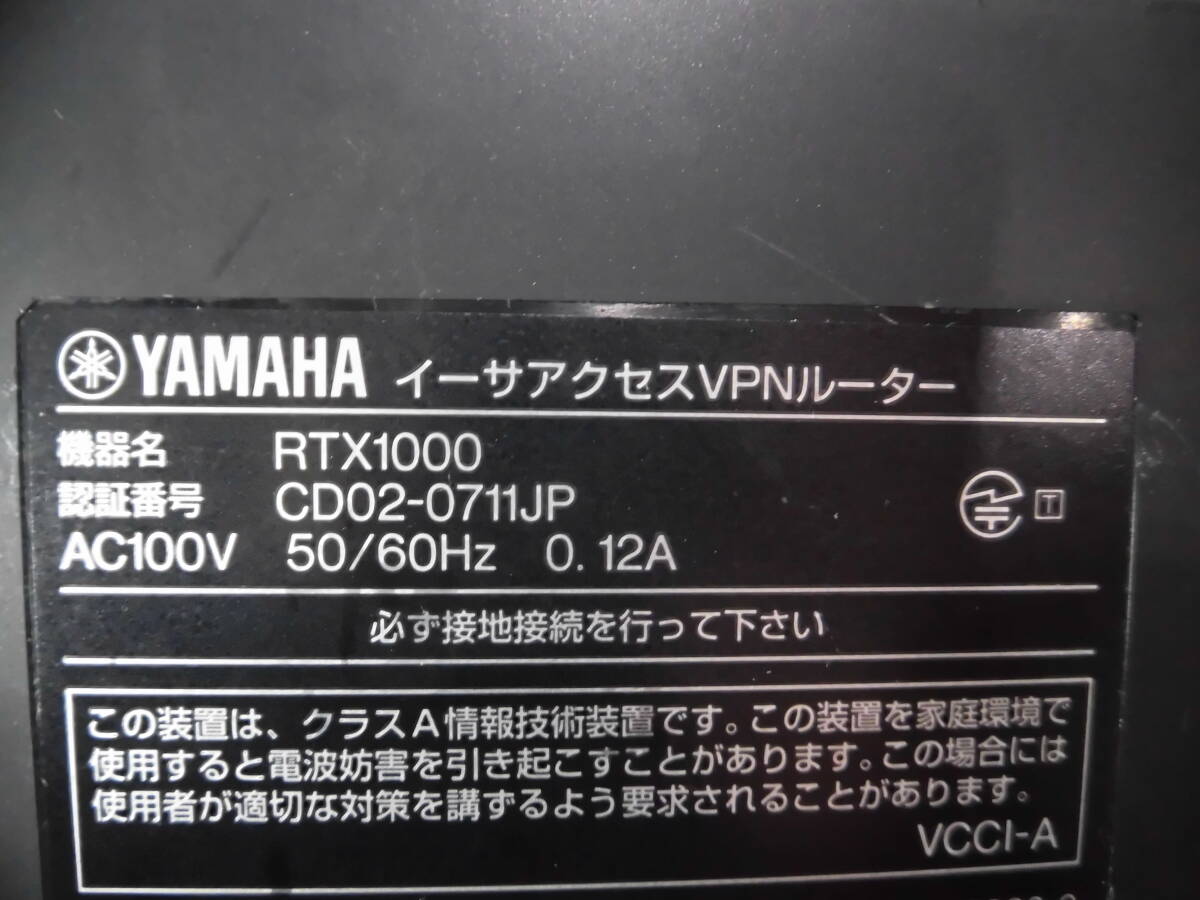 YAMAHA イーサアクセスVPNルーター
機器名 RTX1000
認証番号 CD02-0711JP
AC100V 50/60Hz 0.12A
T
必ず接地接続を行って下さい
この装置は、クラスA情報技術装置です。この装置を家庭環境で
使用すると電波妨害を引き起こすことがあります。この場合には
使用者が適切な対策を講ずるよう要求されることがあります。
VCCI-A